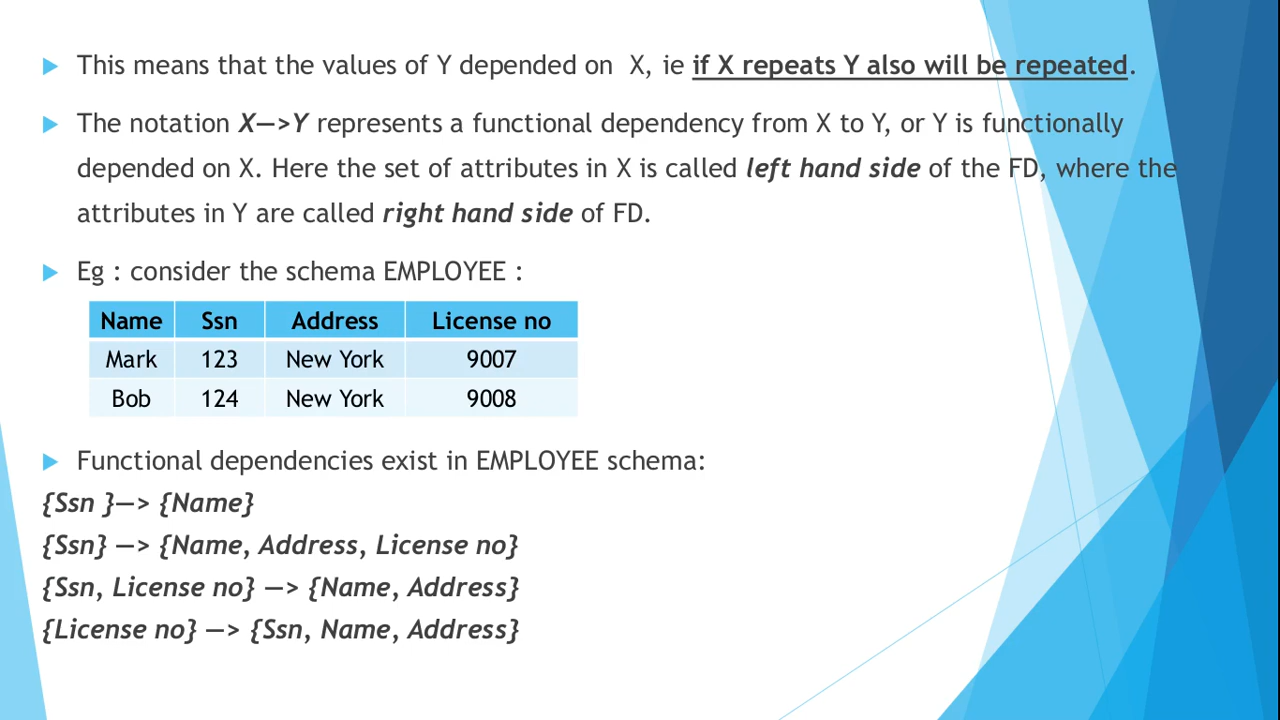 This means that the values of Y depended on X, ie if X repeats Y also will be repeated.
The notation X—>Y represents a functional dependency from X to Y, or Y is functionally
depended on X. Here the set of attributes in X is called left hand side of the FD, where the
attributes in Y are called right hand side of FD.
Eg : consider the schema EMPLOYEE :
Name Ssn Address License no
Mark 123 New York 9007
Bob 124 New York 9008
Functional dependencies exist in EMPLOYEE schema:
{Ssn }—> {Name}
{Ssn} —> {Name, Address, License no}
{Ssn, License no} —> {Name, Address}
{License no} —> {Ssn, Name, Address}